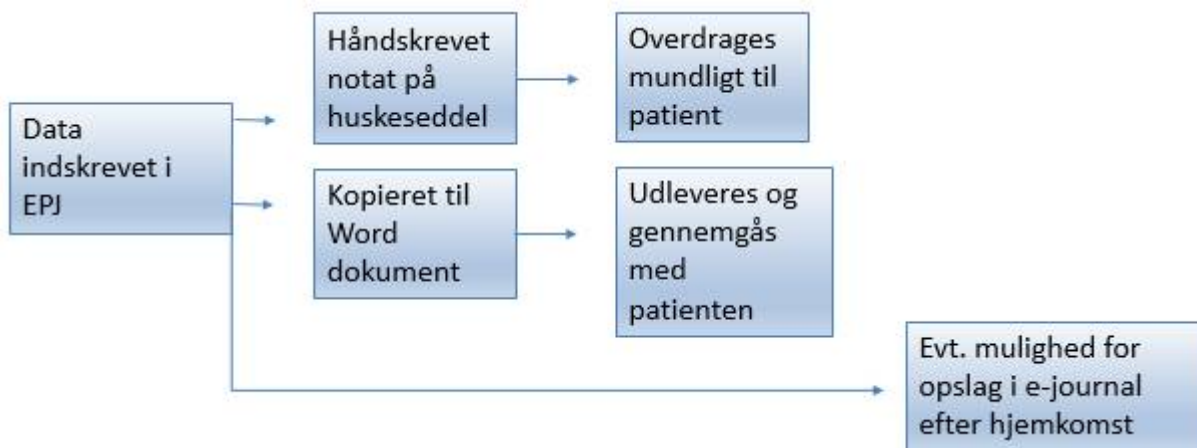 Data
indskrevet i
EPJ
Håndskrevet
notat på
huskeseddel
Overdrages
mundtligt til
patient
Kopieret til
Word
dokument
Udleveres og
gennemgås
med
patienten
Evt. mulighed for
opslag i e-journal
efter hjemkomst